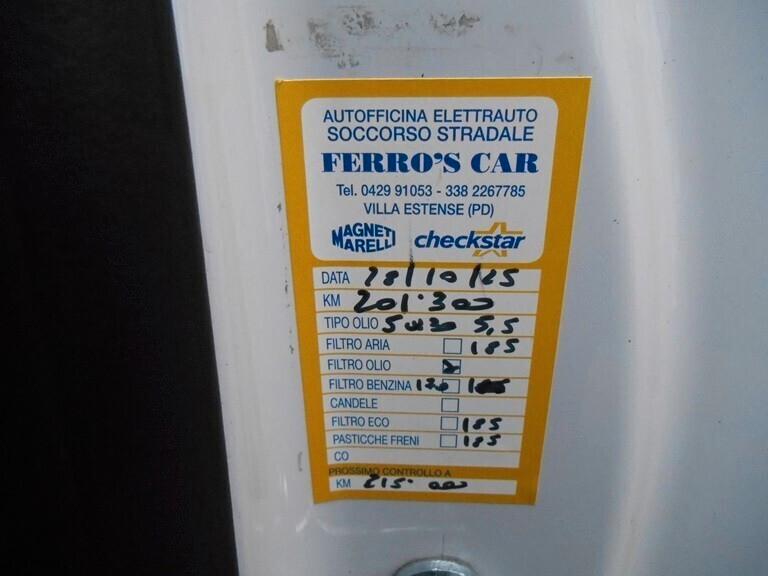 AUTOFFICINA ELETTRAUTO
SOCCORSO STRADALE
FERRO'S CAR
Tel. 0429 91053 - 338 2267785
VILLA ESTENSE (PD)
MAGNETI MARELLI checkstar
DATA 28/10/15
KM 201.300
TIPO OLIO 5W30 5,5
FILTRO ARIA 185
FILTRO OLIO
FILTRO BENZINA 120
CANDELE
FILTRO ECO 185
PASTICCHE FRENI 185
CO
PROSSIMO CONTROLLO A
KM 215.000